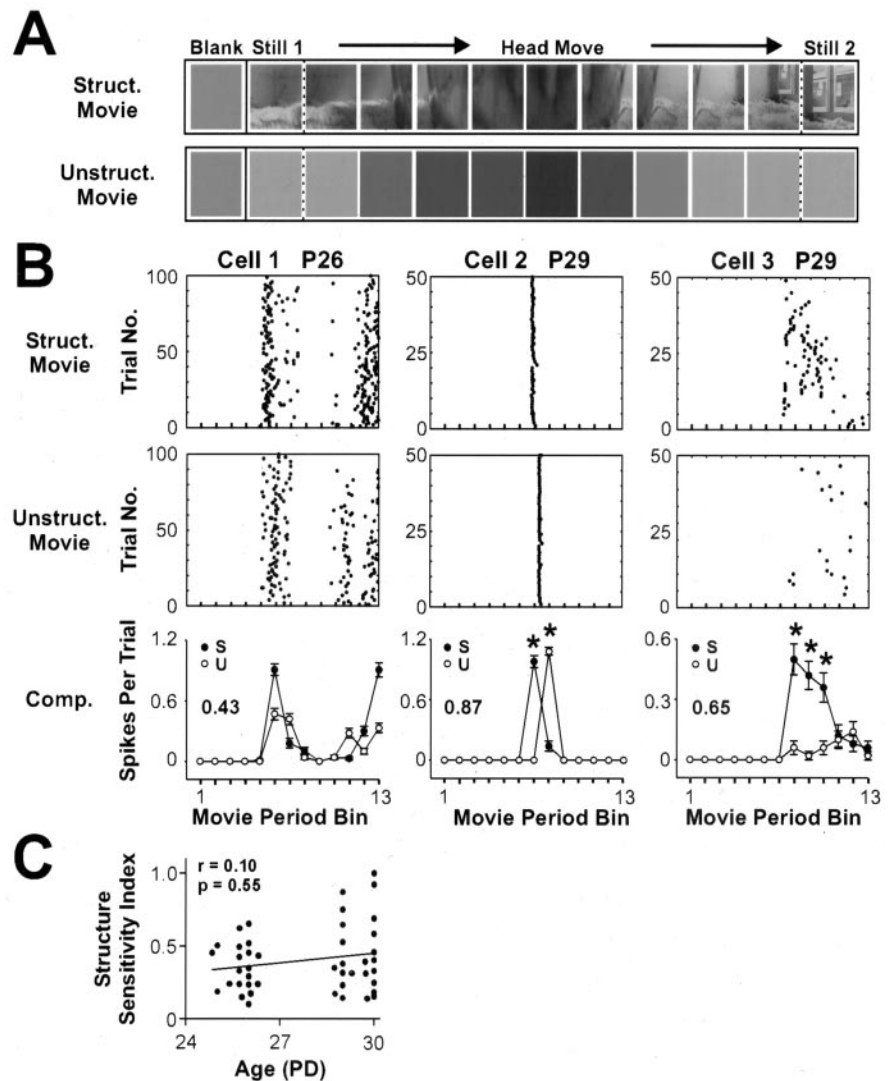 A
Blank Still 1 Head Move Still 2
Struct.
Movie
Unstruct.
Movie
B
Cell 1 P26 Cell 2 P29 Cell 3 P29
Struct.
Movie
Trial No.
100
50
0
50
25
0
50
25
0
Unstruct.
Movie
Trial No.
100
50
0
50
25
0
50
25
0
Comp.
Spikes Per Trial
1.2
0.6
0
S
U
0.43
1 13
Movie Period Bin
1.2
0.6
0
* *
S
U
0.87
1 13
Movie Period Bin
0.6
0.3
0
* * *
S
U
0.65
1 13
Movie Period Bin
C
Structure
Sensitivity Index
r = 0.10
p = 0.55
1.0
0.5
0
24 27 30
Age (PD)